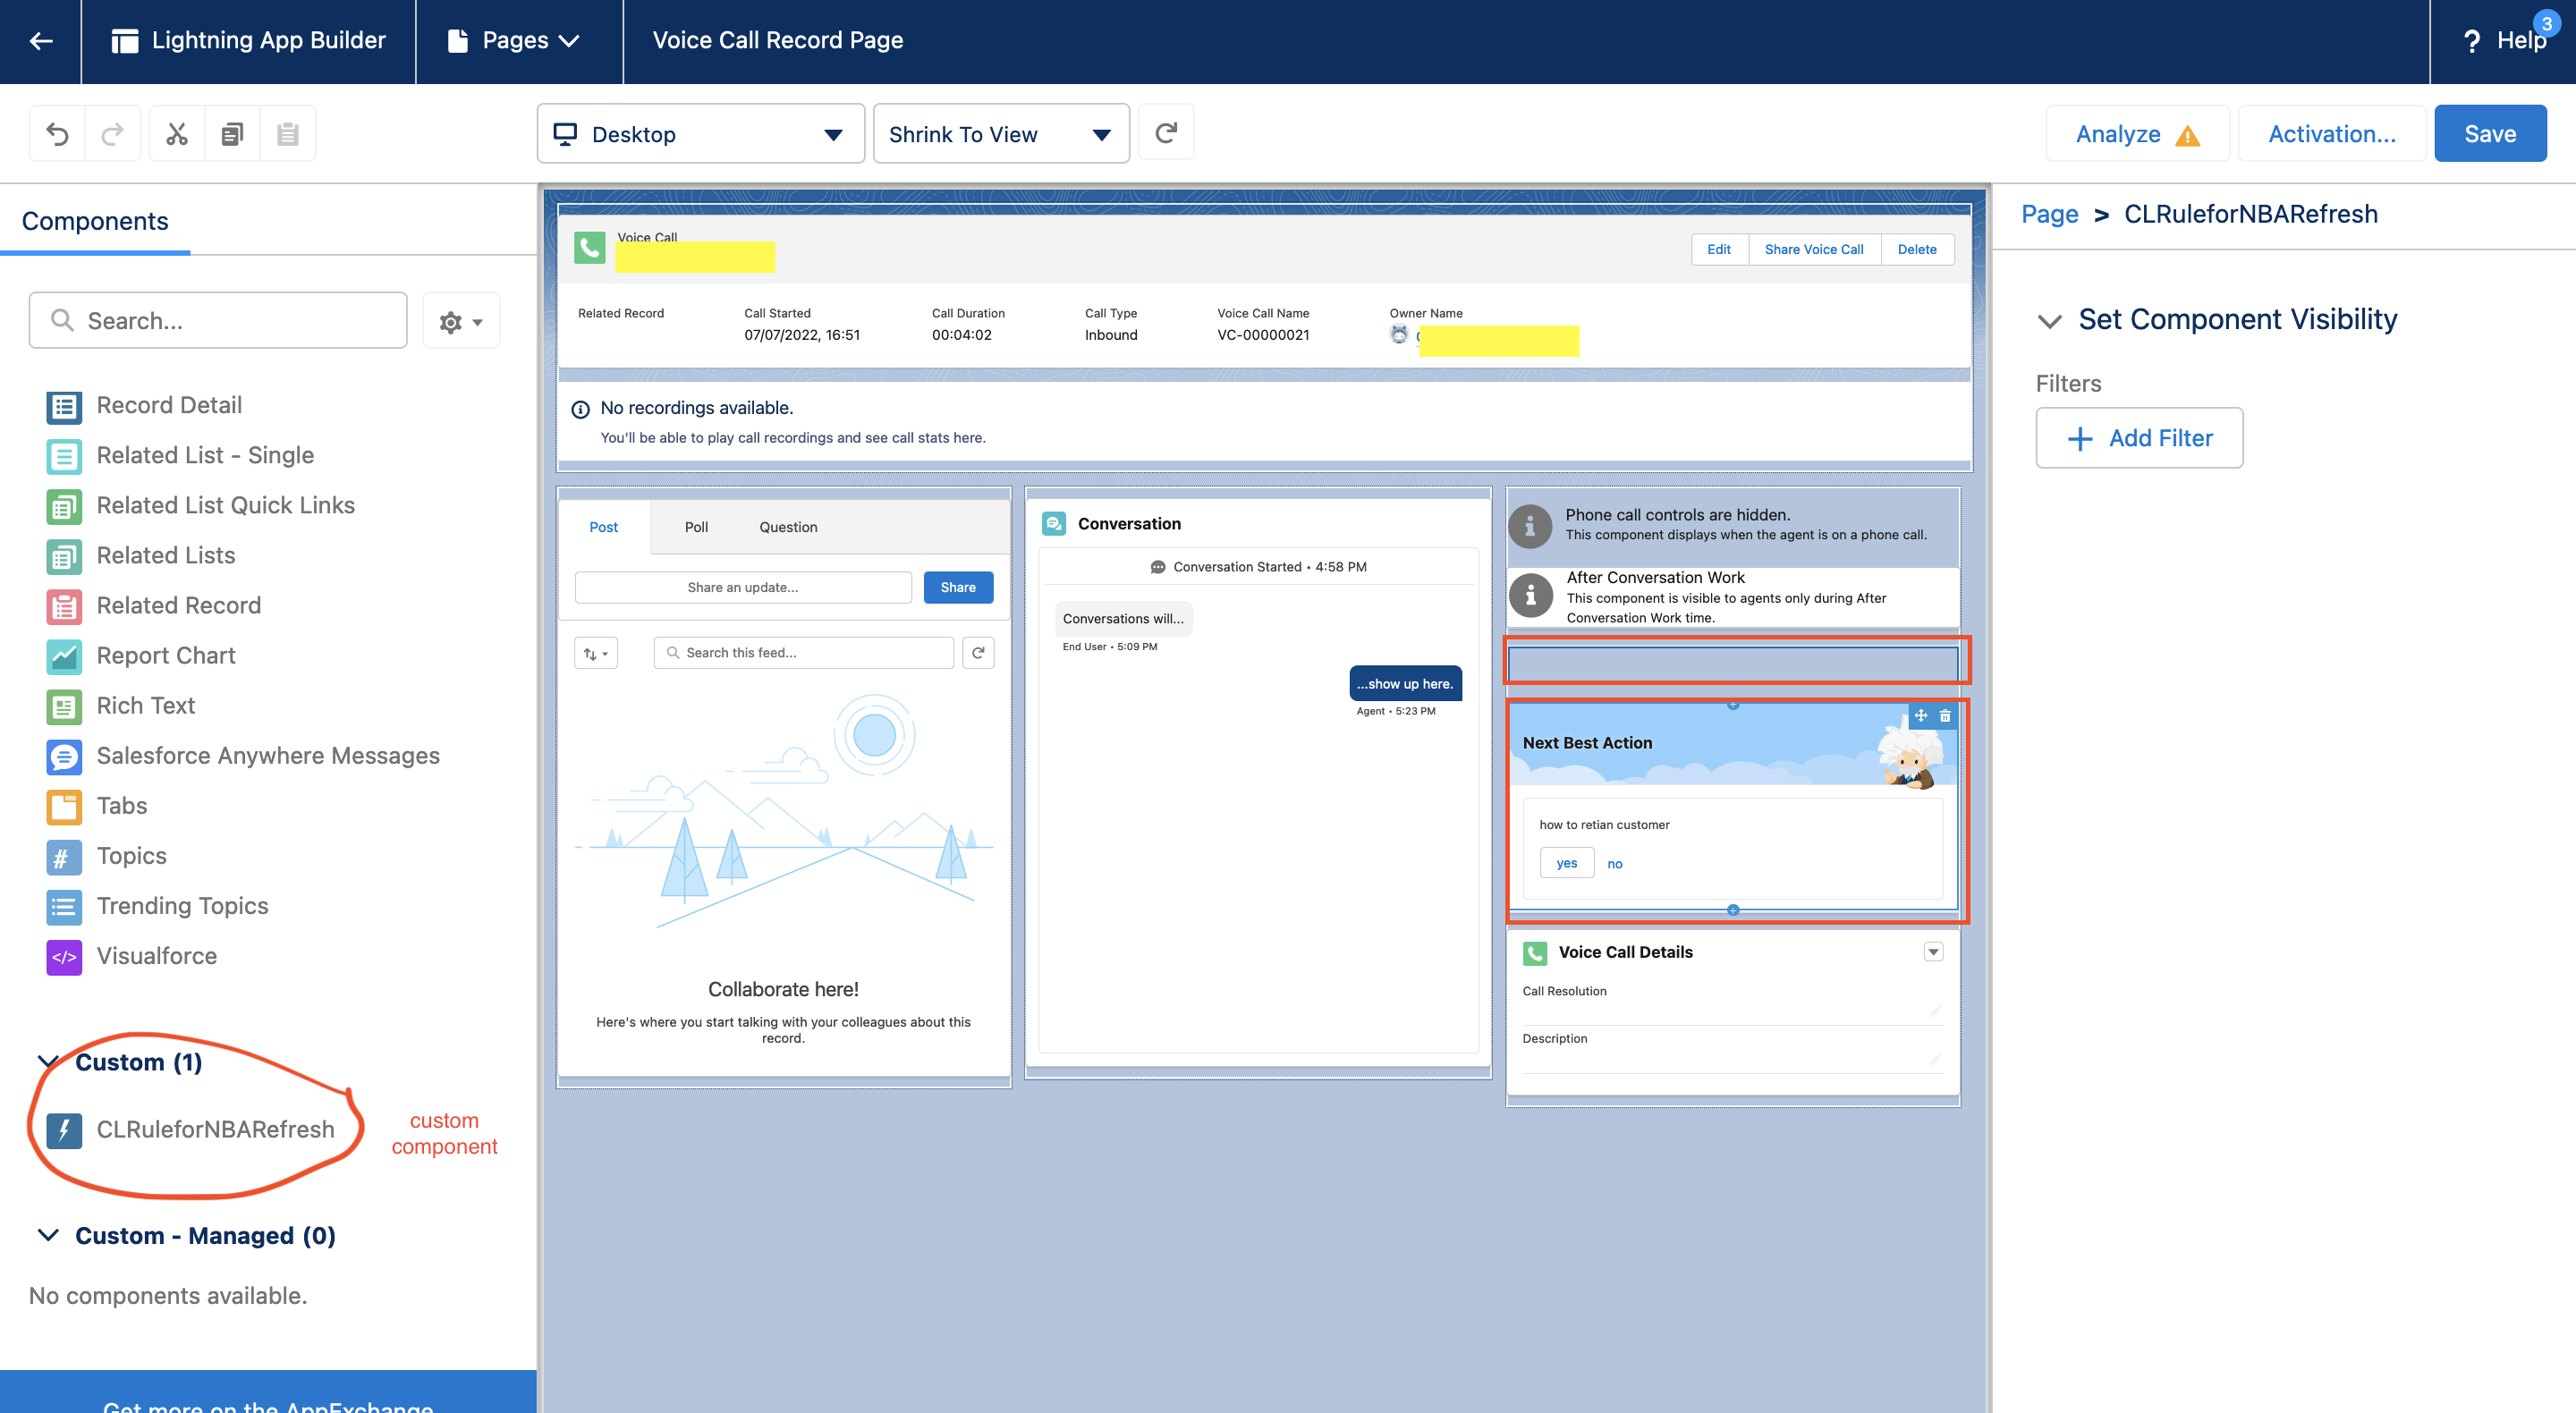 Lightning App Builder
Pages
Voice Call Record Page
? Help
3
Desktop
Shrink To View
Analyze
Activation...
Save
Components
Search...
Record Detail
Related List - Single
Related List Quick Links
Related Lists
Related Record
Report Chart
Rich Text
Salesforce Anywhere Messages
Tabs
# Topics
Trending Topics
</> Visualforce
Custom (1)
CLRuleforNBARefresh
custom
component
Custom - Managed (0)
No components available.
Get more on the AppExchange
Voice Call
Edit
Share Voice Call
Delete
Related Record
Call Started
07/07/2022, 16:51
Call Duration
00:04:02
Call Type
Inbound
Voice Call Name
VC-00000021
Owner Name
No recordings available.
You'll be able to play call recordings and see call stats here.
Post
Poll
Question
Share an update...
Share
Search this feed...
Collaborate here!
Here's where you start talking with your colleagues about this
record.
Conversation
Conversation Started • 4:58 PM
Conversations will...
End User • 5:09 PM
...show up here.
Agent • 5:23 PM
Phone call controls are hidden.
This component displays when the agent is on a phone call.
After Conversation Work
This component is visible to agents only during After
Conversation Work time.
Next Best Action
how to retian customer
yes
no
Voice Call Details
Call Resolution
Description
Page > CLRuleforNBARefresh
Set Component Visibility
Filters
+ Add Filter